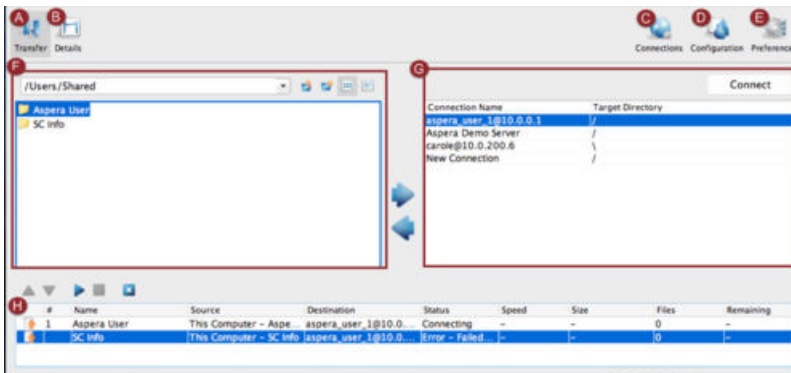 A B C D E
Transfer Details Connections Configuration Preference
F G
/Users/Shared
Connect
Aspera User
SC Info
Connection Name Target Directory
aspera_user_1@10.0.0.1 /
Aspera Demo Server /
carole@10.0.200.6 \
New Connection /
H
# Name Source Destination Status Speed Size Files Remaining
1 Aspera User This Computer - Aspe... aspera_user_1@10.0.... Connecting - - 0 -
SC Info This Computer - SC Info aspera_user_1@10.0.... Error - Failed... - - 0 -